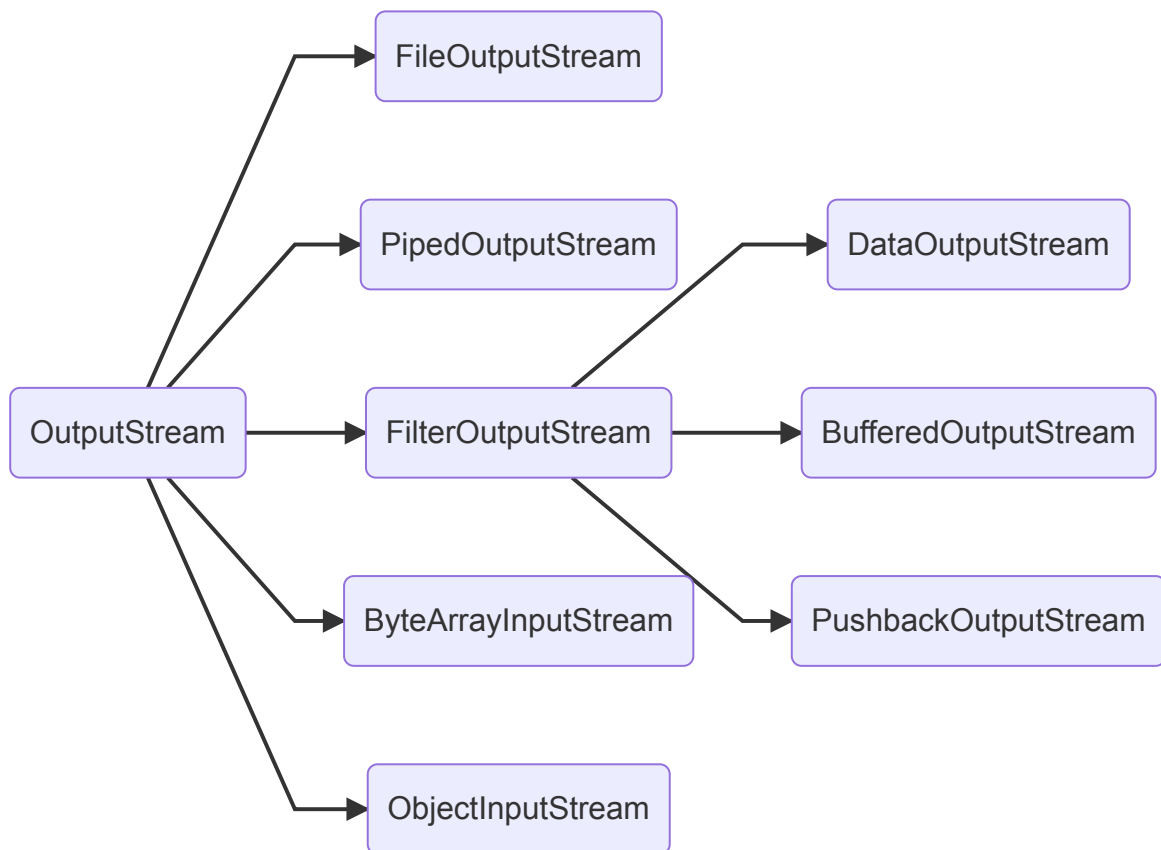 FileOutputStream
PipedOutputStream
DataOutputStream
OutputStream
FilterOutputStream
BufferedOutputStream
ByteArrayInputStream
PushbackOutputStream
ObjectInputStream